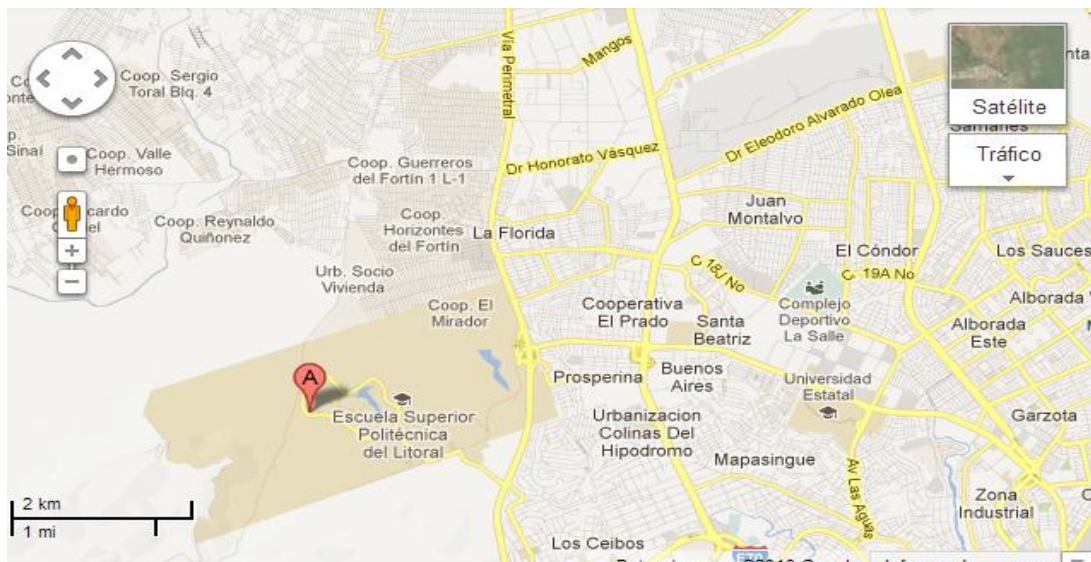 Coop. Sergio
Toral Blq. 4
Vía Perimetral
Mangos
Satélite
Tráfico
Dr Eleodoro Alvarado Olea
Dr Honorato Vásquez
Coop. Valle
Hermoso
Sinaí
Coop. Guerreros
del Fortín 1 L-1
Coop. Reynaldo
Quiñonez
Coop.
Horizontes
del Fortín
La Florida
Juan
Montalvo
El Cóndor
Los Sauces
C 18J No
C 19A No
Urb. Socio
Vivienda
Coop. El
Mirador
Cooperativa
El Prado
Santa
Beatriz
Complejo
Deportivo
La Salle
Alborada
Alborada
Este
A
Prosperina
Buenos
Aires
Universidad
Estatal
Escuela Superior
Politécnica
del Litoral
Urbanizacion
Colinas Del
Hipodromo
Garzota
Mapasingue
Av Las Aguas
Zona
Industrial
2 km
1 mi
Los Ceibos